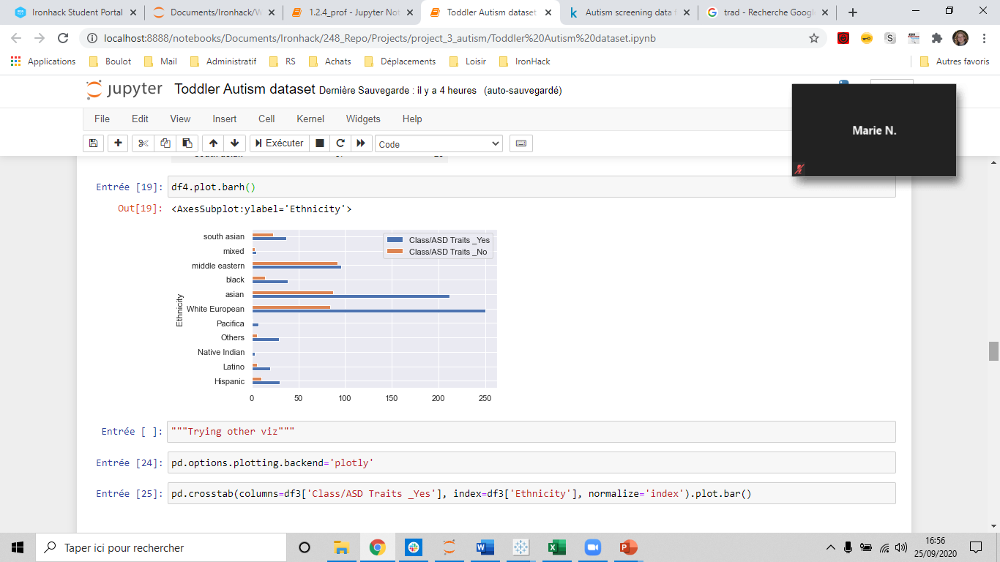 Ironhack Student Portal
Documents/Ironhack/W
1.2.4_prof - Jupyter Not
Toddler Autism dataset
Autism screening data f
trad - Recherche Google
localhost:8888/notebooks/Documents/Ironhack/248_Repo/Projects/project_3_autism/Toddler%20Autism%20dataset.ipynb
Applications Boulot Mail Administratif RS Achats Déplacements Loisir IronHack Autres favoris
jupyter Toddler Autism dataset Dernière Sauvegarde : il y a 4 heures (auto-sauvegardé)
Marie N.
File Edit View Insert Cell Kernel Widgets Help
Exécuter Code
Entrée [19]: df4.plot.barh()
Out[19]: <AxesSubplot:ylabel='Ethnicity'>
Class/ASD Traits _Yes
Class/ASD Traits _No
Ethnicity
south asian
mixed
middle eastern
black
asian
White European
Pacifica
Others
Native Indian
Latino
Hispanic
0 50 100 150 200 250
Entrée [ ]: """Trying other viz"""
Entrée [24]: pd.options.plotting.backend='plotly'
Entrée [25]: pd.crosstab(columns=df3['Class/ASD Traits _Yes'], index=df3['Ethnicity'], normalize='index').plot.bar()
Taper ici pour rechercher
16:56
25/09/2020